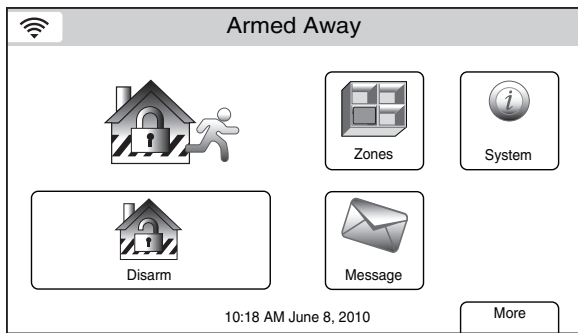 Armed Away
Zones
System
Disarm
Message
10:18 AM June 8, 2010
More